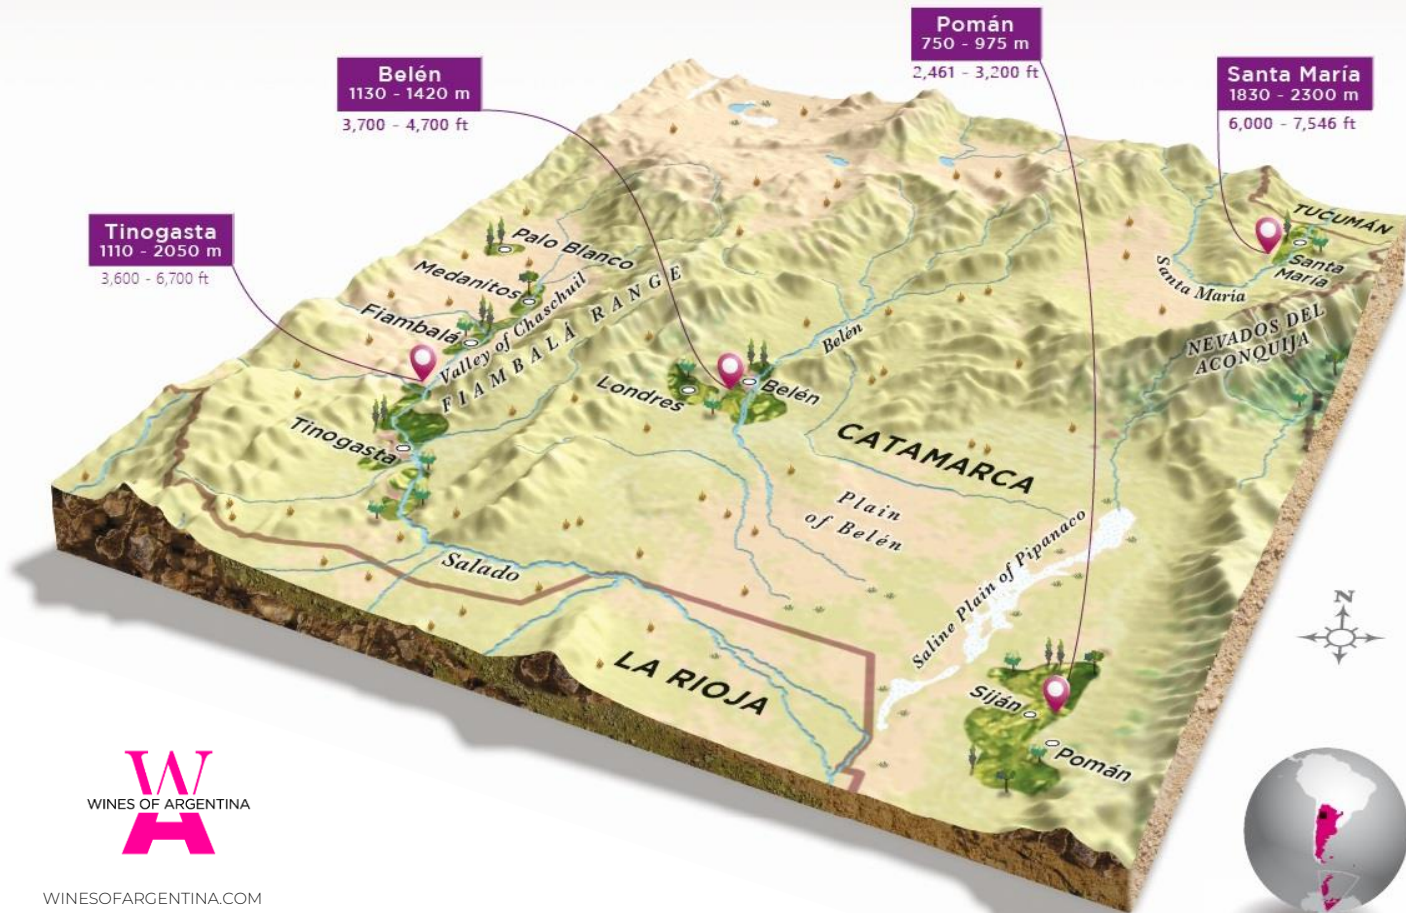 Pomán
750 - 975 m
2,461 - 3,200 ft
Belén
1130 - 1420 m
3,700 - 4,700 ft
Santa María
1830 - 2300 m
6,000 - 7,546 ft
Tinogasta
1110 - 2050 m
3,600 - 6,700 ft
TUCUMÁN
Palo Blanco
Medanitos
Fiambalá
Valley of Chaschuil
FIAMBALÁ RANGE
Santa María
Santa
María
NEVADOS DEL
ACONQUIJA
Belén
Londres
Belén
Tinogasta
CATAMARCA
Plain
of Belén
Saline Plain of Pipanaco
Salado
LA RIOJA
Siján
Pomán
N
W
WINES OF ARGENTINA
A
WINESOFARGENTINA.COM